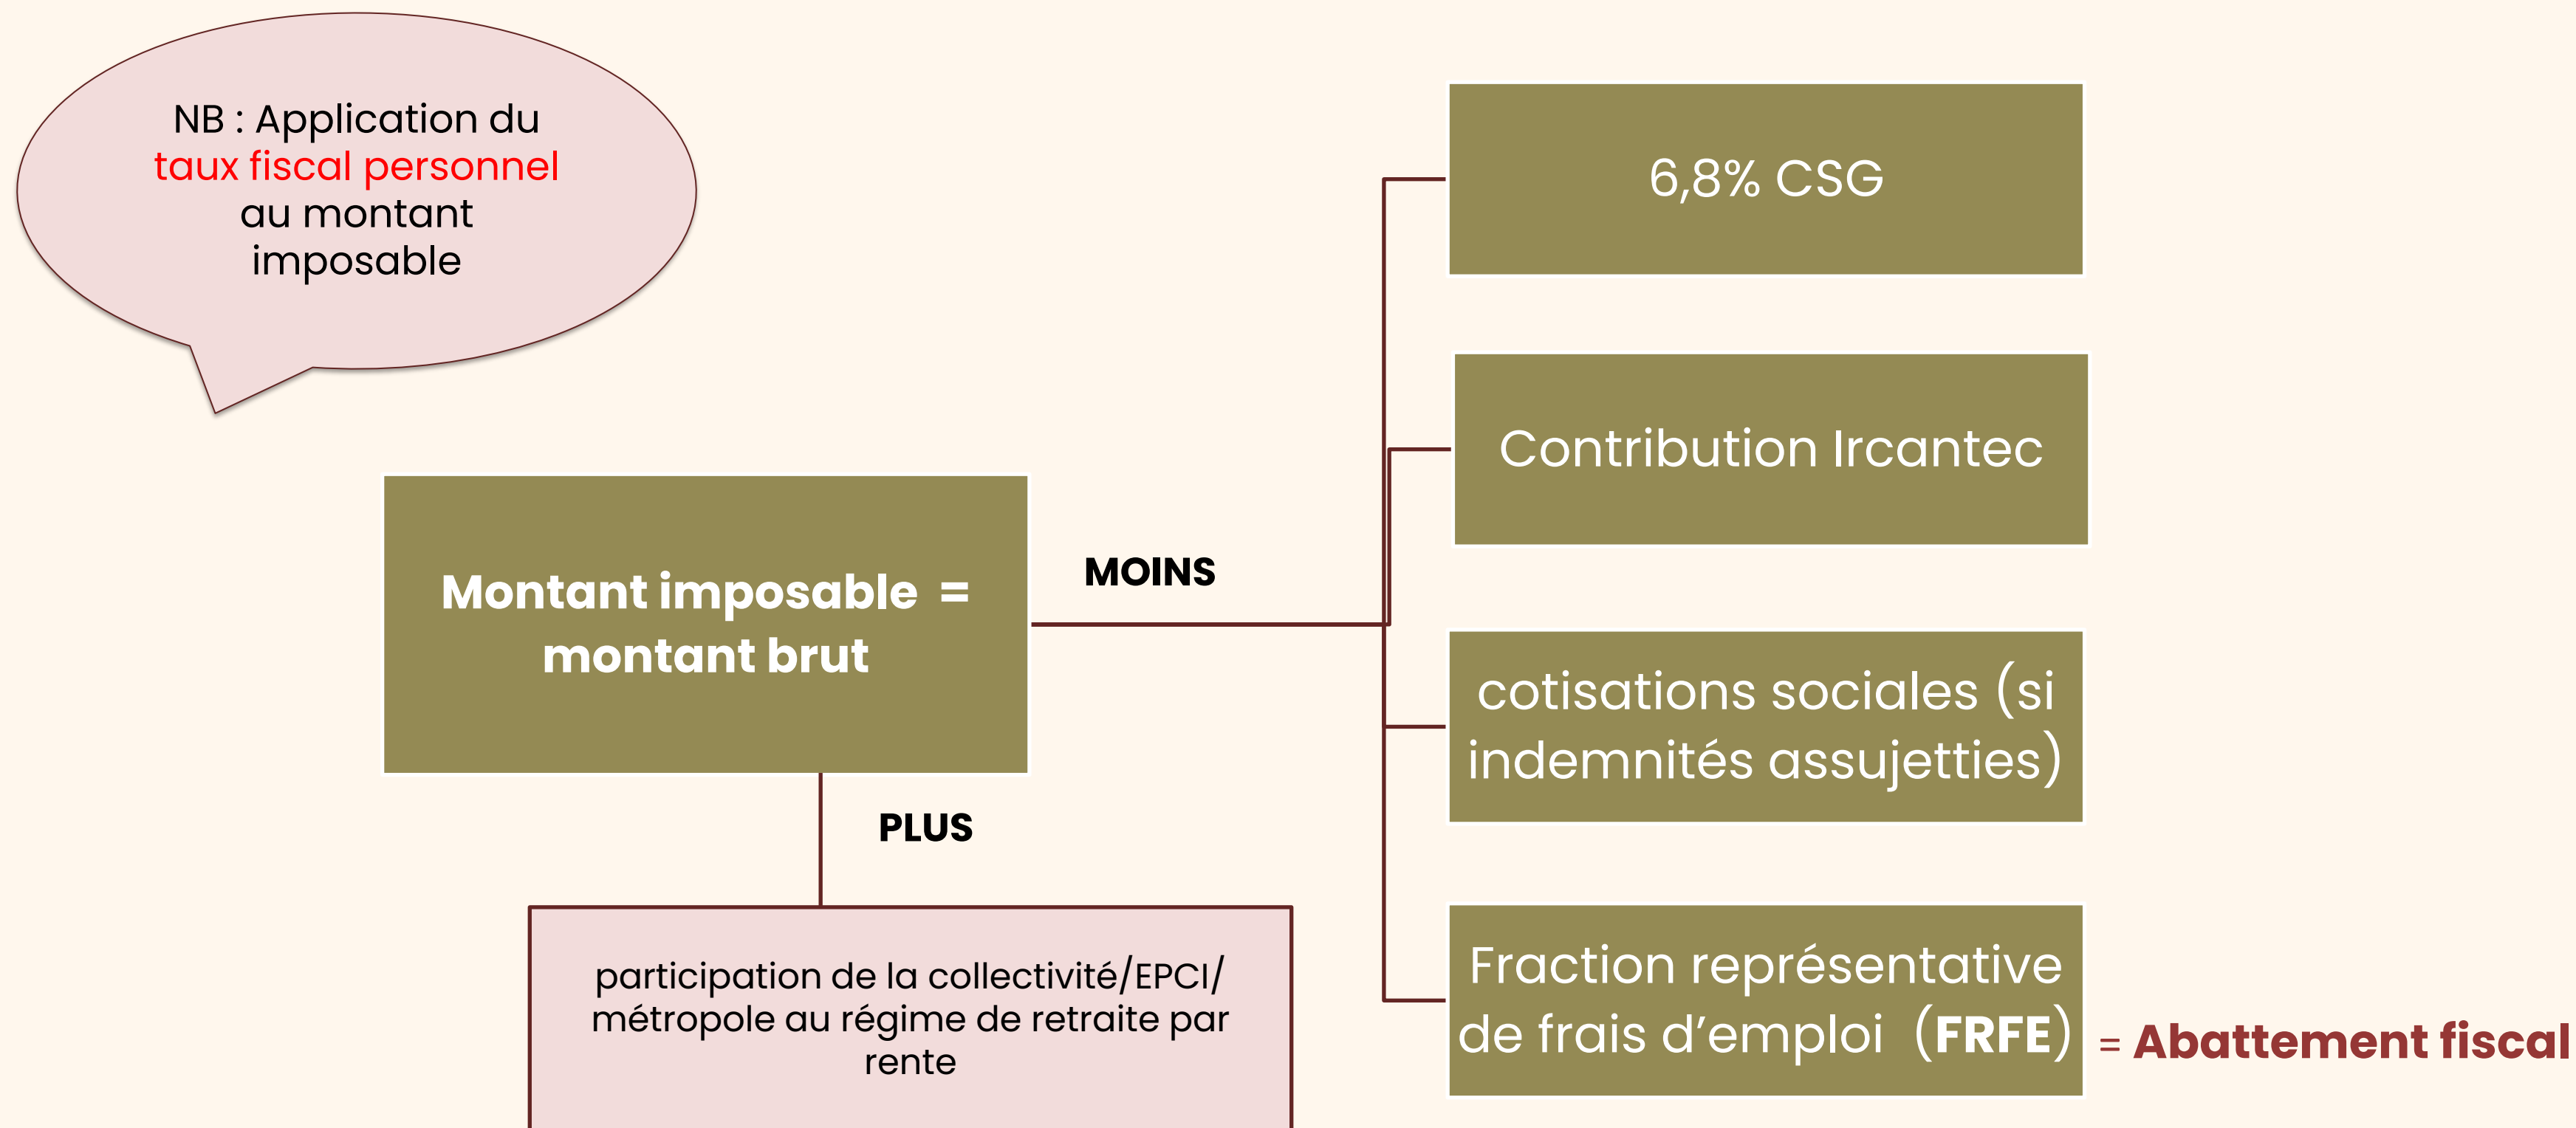 NB : Application du
taux fiscal personnel
au montant
imposable
6,8% CSG
Contribution Ircantec
Montant imposable =
montant brut
MOINS
cotisations sociales (si
indemnités assujetties)
PLUS
participation de la collectivité/EPCI/
métropole au régime de retraite par
rente
Fraction représentative
de frais d’emploi (FRFE)
= Abattement fiscal